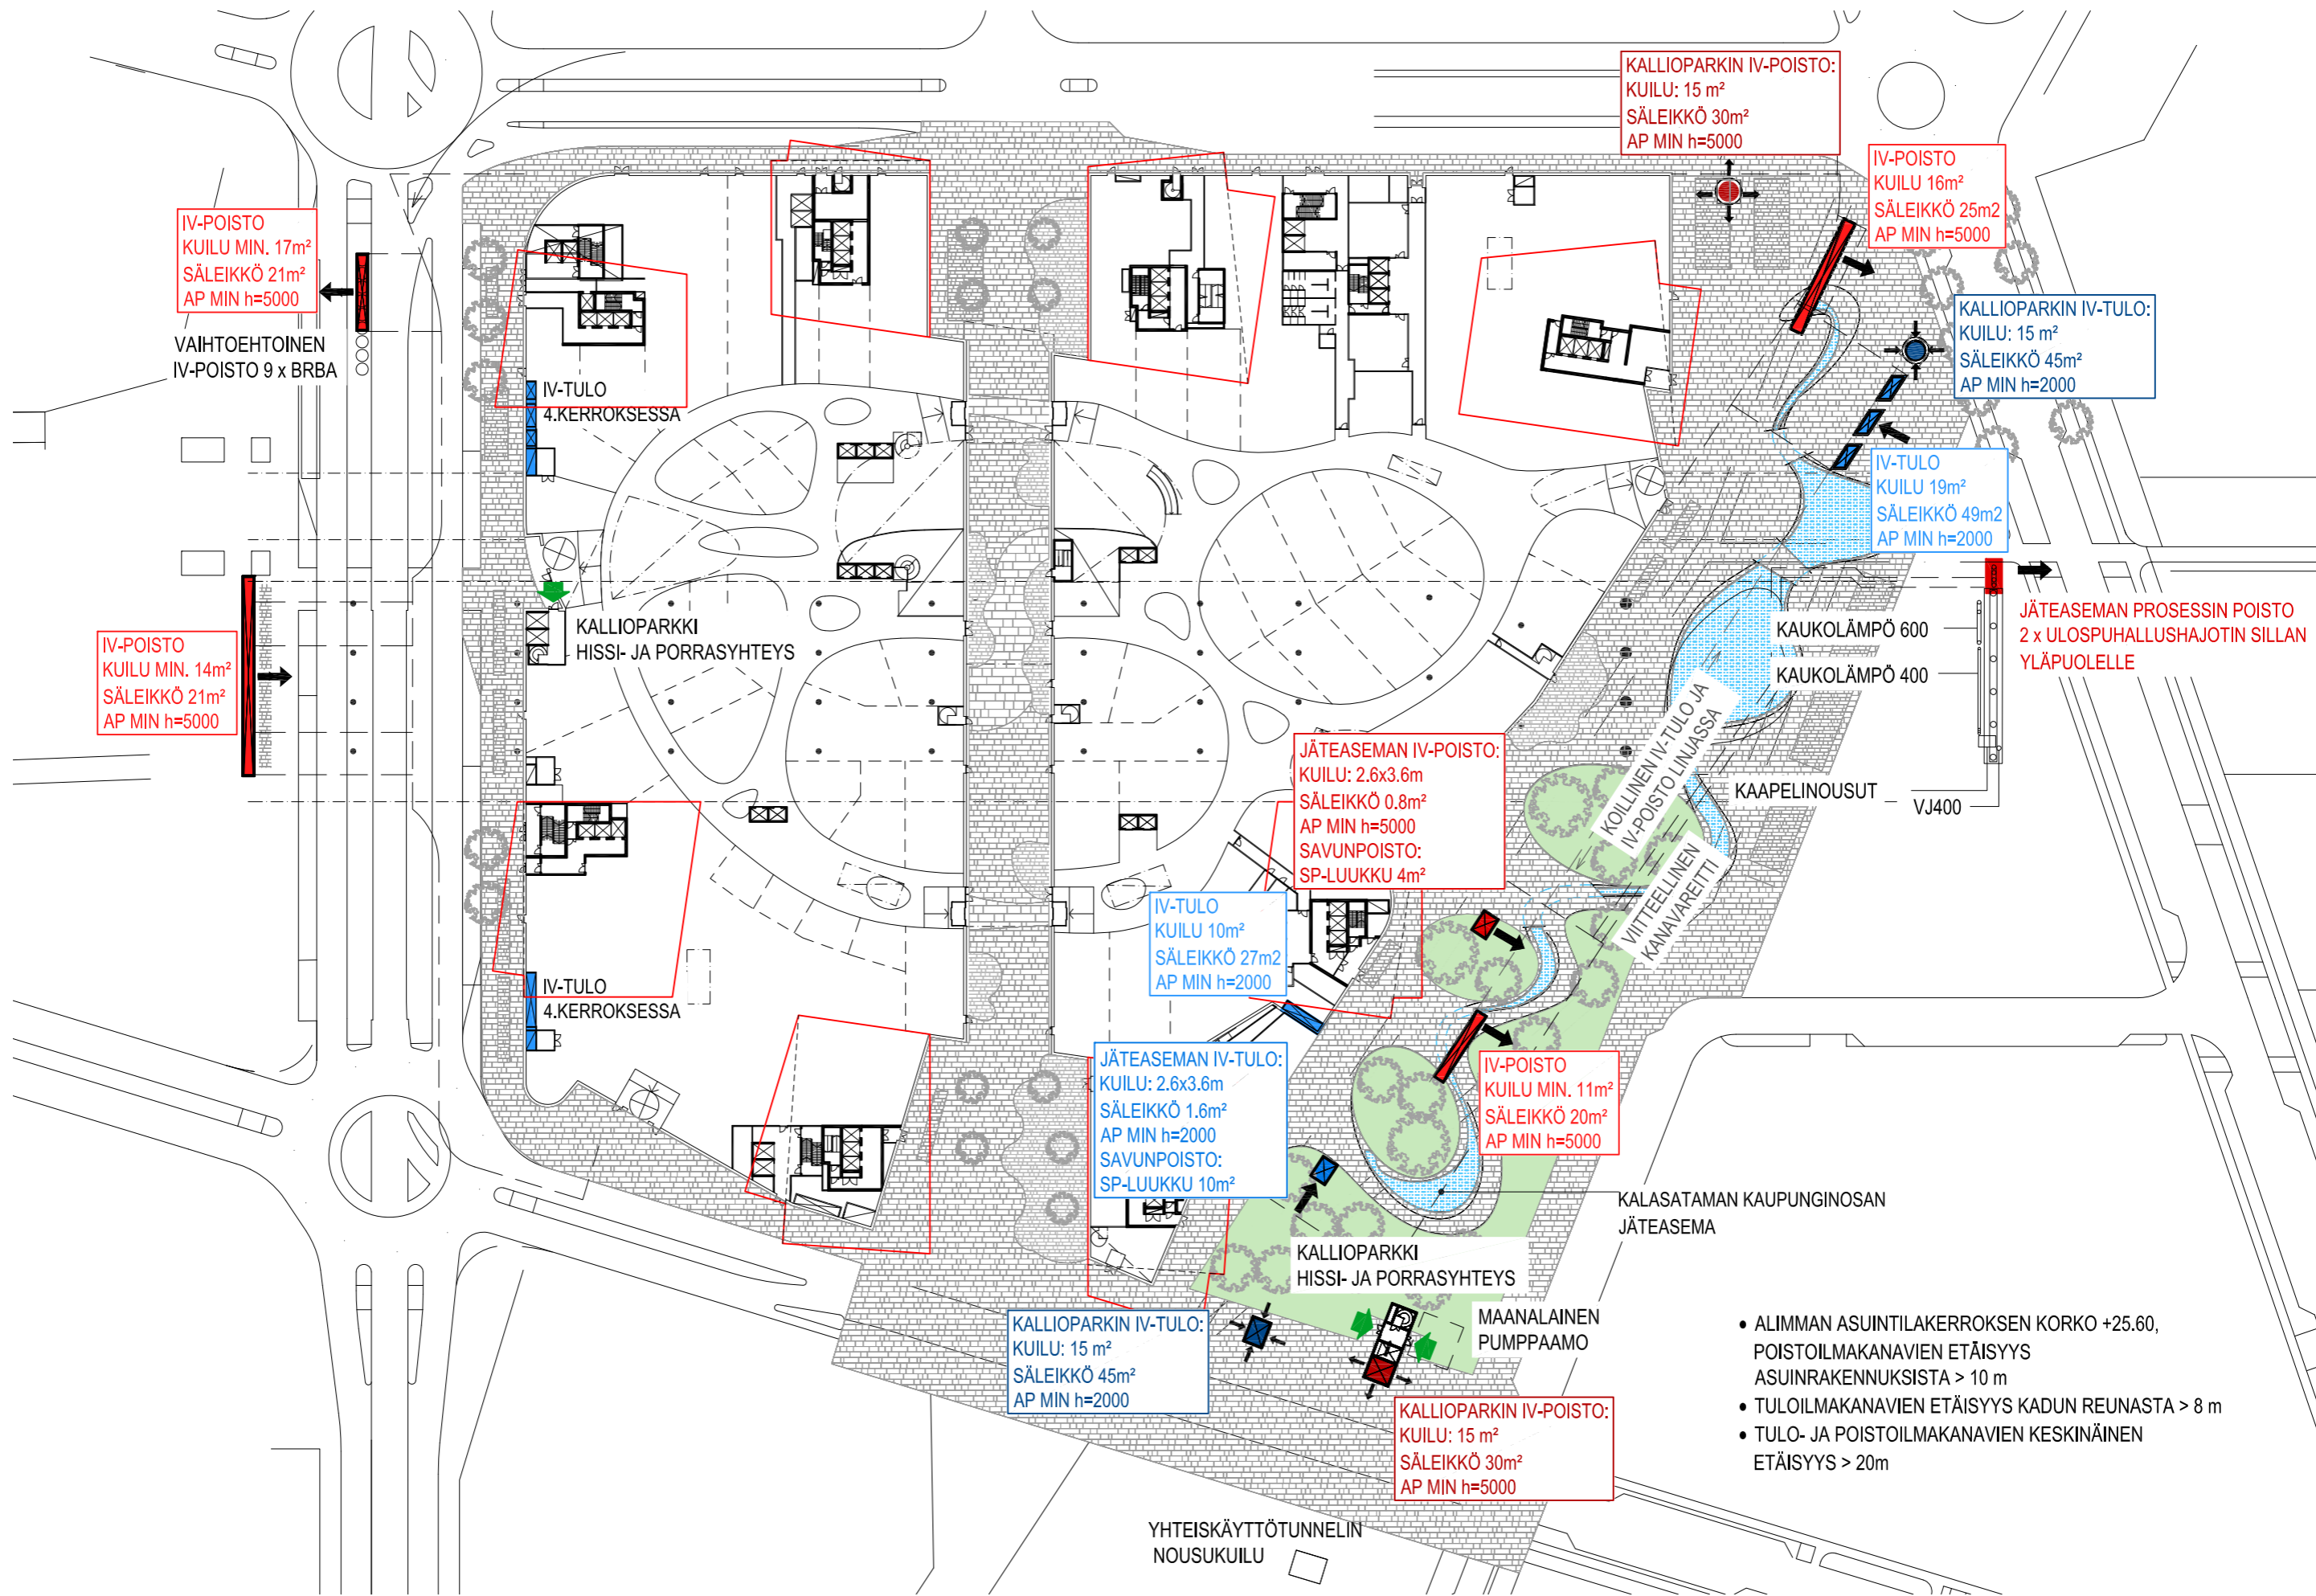 KALLIOPARKIN IV-POISTO:
KUILU: 15 m²
SÄLEIKKÖ 30m²
AP MIN h=5000
IV-POISTO
KUILU 16m²
SÄLEIKKÖ 25m2
AP MIN h=5000
IV-POISTO
KUILU MIN. 17m²
SÄLEIKKÖ 21m²
AP MIN h=5000
VAIHTOEHTOINEN
IV-POISTO 9 x BRBA
KALLIOPARKIN IV-TULO:
KUILU: 15 m²
SÄLEIKKÖ 45m²
AP MIN h=2000
IV-TULO
4.KERROKSESSA
IV-TULO
KUILU 19m²
SÄLEIKKÖ 49m2
AP MIN h=2000
JÄTEASEMAN PROSESSIN POISTO
2 x ULOSPUHALLUSHAJOTIN SILLAN
YLÄPUOLELLE
KALLIOPARKKI
HISSI- JA PORRASYHTEYS
KAUKOLÄMPÖ 600
KAUKOLÄMPÖ 400
IV-POISTO
KUILU MIN. 14m²
SÄLEIKKÖ 21m²
AP MIN h=5000
KOILLINEN IV-TULO JA
IV-POISTO LINJASSA
JÄTEASEMAN IV-POISTO:
KUILU: 2.6x3.6m
SÄLEIKKÖ 0.8m²
AP MIN h=5000
SAVUNPOISTO:
SP-LUUKKU 4m²
KAAPELINOUSUT
VJ400
VIITTEELLINEN
KANAVAREITTI
IV-TULO
KUILU 10m²
SÄLEIKKÖ 27m2
AP MIN h=2000
IV-TULO
4.KERROKSESSA
JÄTEASEMAN IV-TULO:
KUILU: 2.6x3.6m
SÄLEIKKÖ 1.6m²
AP MIN h=2000
SAVUNPOISTO:
SP-LUUKKU 10m²
IV-POISTO
KUILU MIN. 11m²
SÄLEIKKÖ 20m²
AP MIN h=5000
KALASATAMAN KAUPUNGINOSAN
JÄTEASEMA
KALLIOPARKKI
HISSI- JA PORRASYHTEYS
MAANALAINEN
PUMPPAAMO
KALLIOPARKIN IV-TULO:
KUILU: 15 m²
SÄLEIKKÖ 45m²
AP MIN h=2000
KALLIOPARKIN IV-POISTO:
KUILU: 15 m²
SÄLEIKKÖ 30m²
AP MIN h=5000
• ALIMMAN ASUINTILAKERROKSEN KORKO +25.60,
POISTOILMAKANAVIEN ETÄISYYS
ASUINRAKENNUKSISTA > 10 m
• TULOILMAKANAVIEN ETÄISYYS KADUN REUNASTA > 8 m
• TULO- JA POISTOILMAKANAVIEN KESKINÄINEN
ETÄISYYS > 20m
YHTEISKÄYTTÖTUNNELIN
NOUSUKUILU